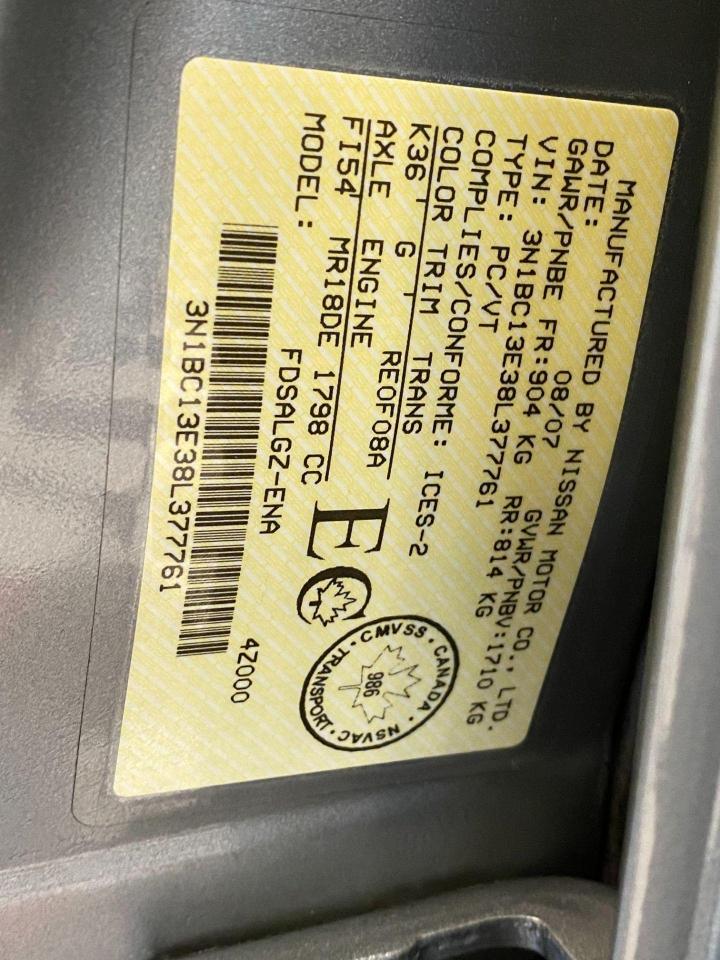 MANUFACTURED BY NISSAN MOTOR CO., LTD.
DATE: 08/07 GVWR/PNBV:1710 KG
GAWR/PNBE FR:904 KG RR:814 KG
VIN: 3N1BC13E38L377761
TYPE: PC/VT
COMPLIES/CONFORME: ICES-2
COLOR TRIM TRANS
K36 G REOF08A
AXLE ENGINE
FI54 MR18DE 1798 CC
MODEL: FDSALGZ-ENA
EC
CMVSS · CANADA · NSVAC · TRANSPORT ·
986
4Z000
3N1BC13E38L377761